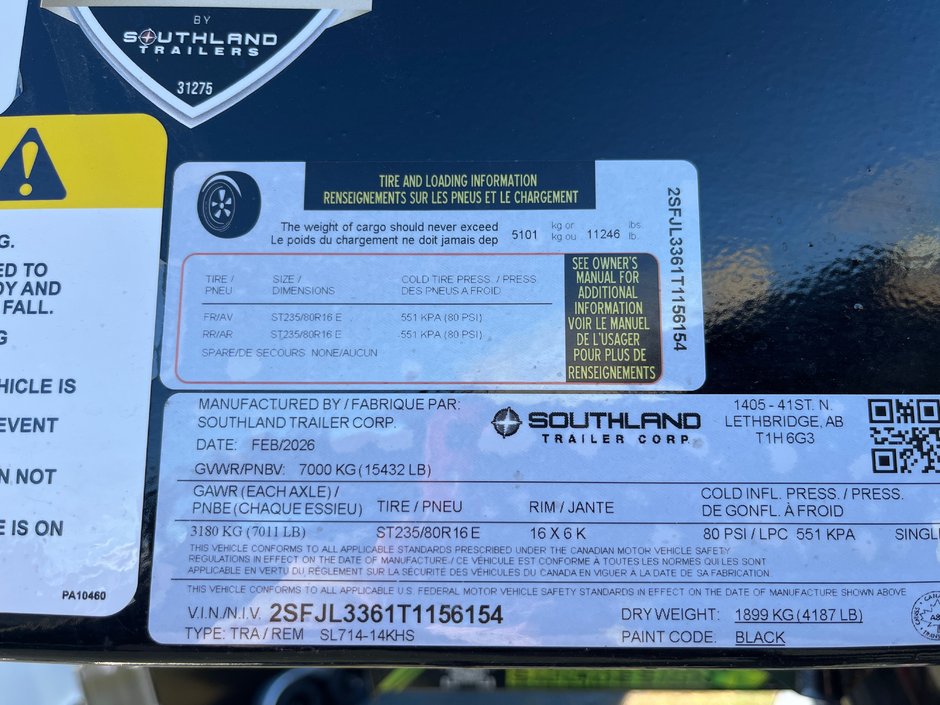 BY
SOUTHLAND
TRAILERS
31275
G.
ED TO
DY AND
FALL.
G
HICLE IS
EVENT
N NOT
E IS ON
PA10460
TIRE AND LOADING INFORMATION
RENSEIGNEMENTS SUR LES PNEUS ET LE CHARGEMENT
The weight of cargo should never exceed 5101 kg or 11246 lbs.
Le poids du chargement ne doit jamais dep kg ou lb.
TIRE / SIZE / COLD TIRE PRESS. / PRESS.
PNEU DIMENSIONS DES PNEUS A FROID
FR/AV ST235/80R16 E 551 KPA (80 PSI)
RR/AR ST235/80R16 E 551 KPA (80 PSI)
SPARE/DE SECOURS NONE/AUCUN
SEE OWNER'S
MANUAL FOR
ADDITIONAL
INFORMATION
VOIR LE MANUEL
DE L'USAGER
POUR PLUS DE
RENSEIGNEMENTS
2SFJL3361T1156154
MANUFACTURED BY / FABRIQUE PAR:
SOUTHLAND TRAILER CORP.
DATE: FEB/2026
SOUTHLAND
TRAILER CORP.
1405 - 41ST. N.
LETHBRIDGE, AB
T1H 6G3
GVWR/PNBV: 7000 KG (15432 LB)
GAWR (EACH AXLE) / COLD INFL. PRESS. / PRESS.
PNBE (CHAQUE ESSIEU) TIRE / PNEU RIM / JANTE DE GONFL. À FROID
3180 KG (7011 LB) ST235/80R16 E 16 X 6 K 80 PSI / LPC 551 KPA SINGL
THIS VEHICLE CONFORMS TO ALL APPLICABLE STANDARDS PRESCRIBED UNDER THE CANADIAN MOTOR VEHICLE SAFETY
REGULATIONS IN EFFECT ON THE DATE OF MANUFACTURE / CE VEHICULE EST CONFORME À TOUTES LES NORMES QUI LES SONT
APPLICABLE EN VERTU DU RÈGLEMENT SUR LA SÉCURITÉ DES VÉHICULES DU CANADA EN VIGUER À LA DATE DE SA FABRICATION
THIS VEHICLE CONFORMS TO ALL APPLICABLE U.S. FEDERAL MOTOR VEHICLE SAFETY STANDARDS IN EFFECT ON THE DATE OF MANUFACTURE SHOWN ABOVE
V.I.N./N.I.V. 2SFJL3361T1156154 DRY WEIGHT: 1899 KG (4187 LB)
TYPE: TRA / REM SL714-14KHS PAINT CODE: BLACK